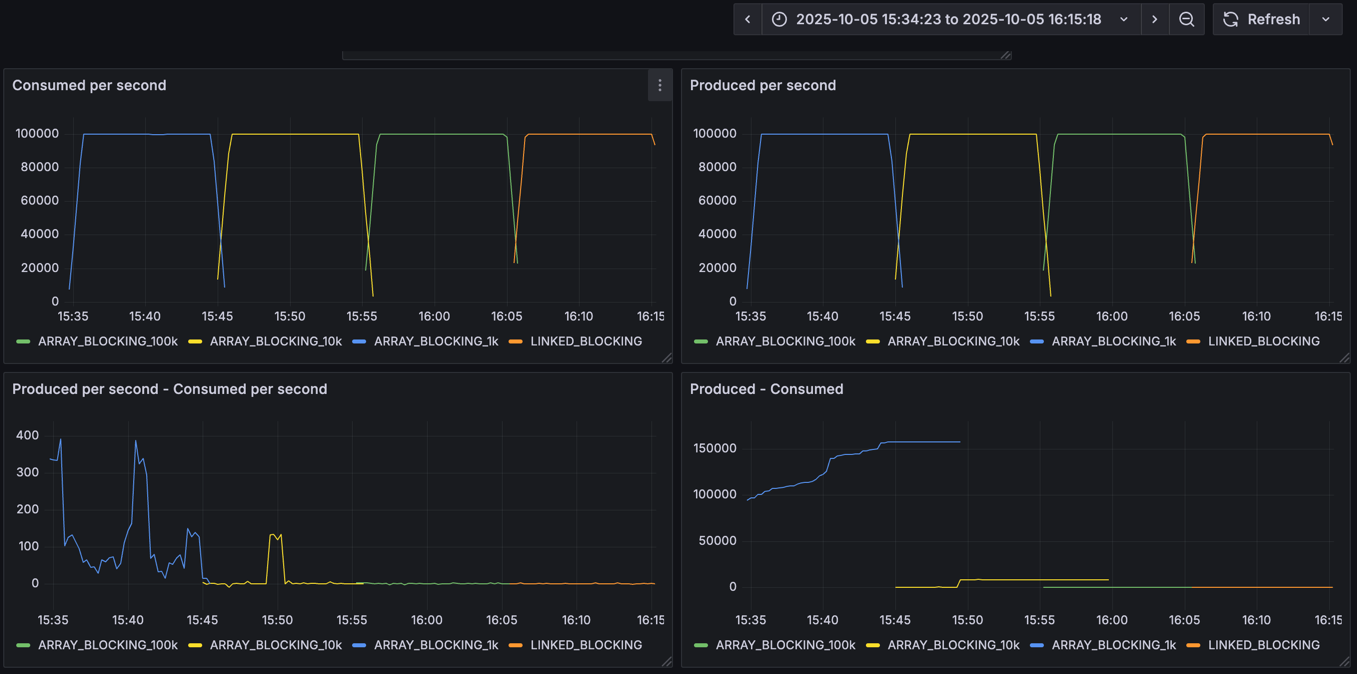 2025-10-05 15:34:23 to 2025-10-05 16:15:18
Refresh
Consumed per second
100000
80000
60000
40000
20000
0
15:35 15:40 15:45 15:50 15:55 16:00 16:05 16:10 16:15
ARRAY_BLOCKING_100k ARRAY_BLOCKING_10k ARRAY_BLOCKING_1k LINKED_BLOCKING
Produced per second
100000
80000
60000
40000
20000
0
15:35 15:40 15:45 15:50 15:55 16:00 16:05 16:10 16:15
ARRAY_BLOCKING_100k ARRAY_BLOCKING_10k ARRAY_BLOCKING_1k LINKED_BLOCKING
Produced per second - Consumed per second
400
300
200
100
0
15:35 15:40 15:45 15:50 15:55 16:00 16:05 16:10 16:15
ARRAY_BLOCKING_100k ARRAY_BLOCKING_10k ARRAY_BLOCKING_1k LINKED_BLOCKING
Produced - Consumed
150000
100000
50000
0
15:35 15:40 15:45 15:50 15:55 16:00 16:05 16:10 16:15
ARRAY_BLOCKING_100k ARRAY_BLOCKING_10k ARRAY_BLOCKING_1k LINKED_BLOCKING